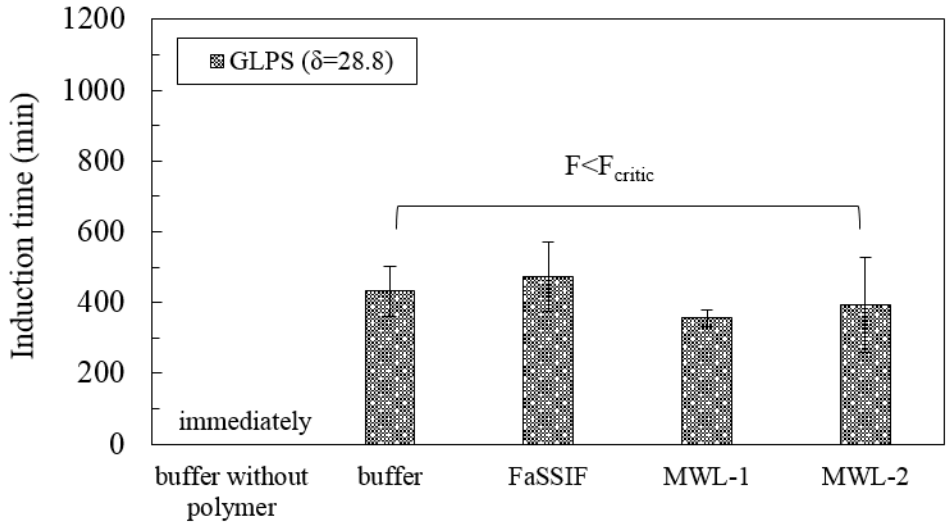 1200
1000
800
600
400
200
0
Induction time (min)
GLPS (δ=28.8)
F<F_critic
immediately
buffer without
polymer
buffer
FaSSIF
MWL-1
MWL-2